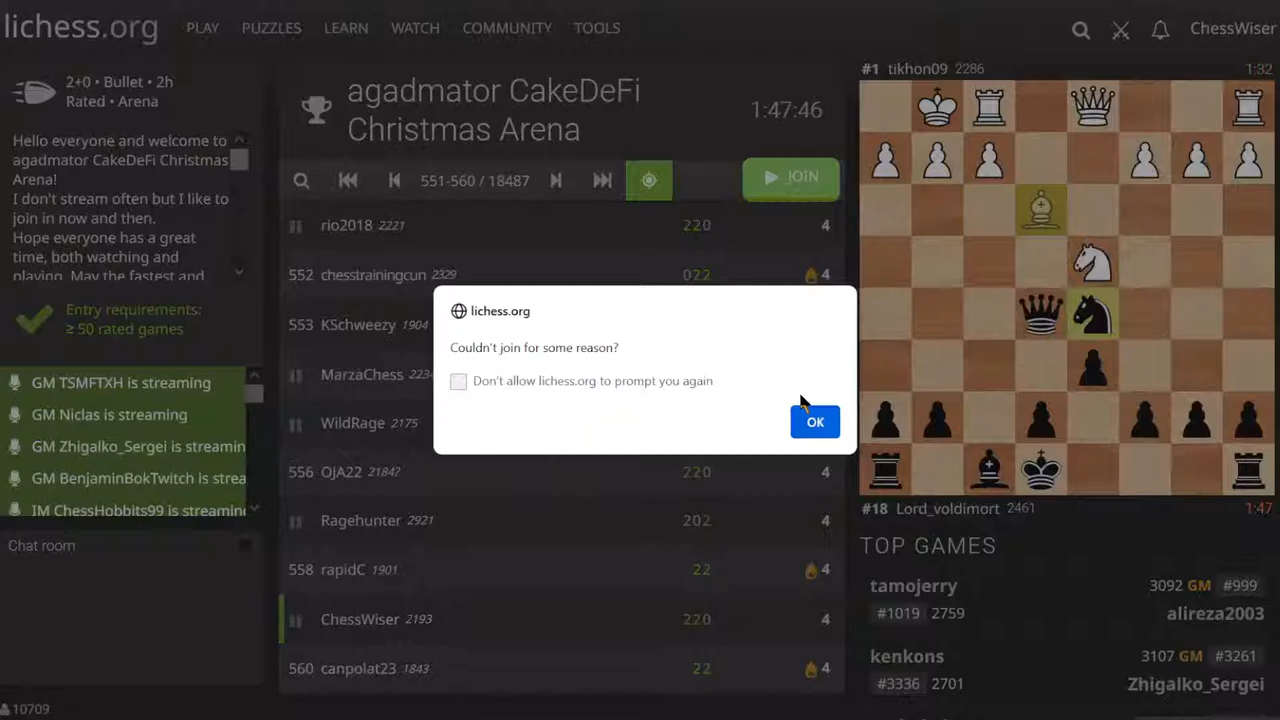 lichess.org PLAY PUZZLES LEARN WATCH COMMUNITY TOOLS ChessWiser
2+0 • Bullet • 2h
Rated • Arena
Hello everyone and welcome to
agadmator CakeDeFi Christmas
Arena!
I don't stream often but I like to
join in now and then.
Hope everyone has a great
time, both watching and
playing. May the fastest and
Entry requirements:
≥ 50 rated games
GM TSMFTXH is streaming
GM Niclas is streaming
GM Zhigalko_Sergei is streamin
GM BenjaminBokTwitch is strea
IM ChessHobbits99 is streaming
Chat room
10709
agadmator CakeDeFi
Christmas Arena
1:47:46
551-560 / 18487
JOIN
rio2018 2221 220 4
552 chesstrainingcun 2329 022 4
553 KSchweezy 1904
MarzaChess 223
WildRage 2175
556 OJA22 2184? 220 4
Ragehunter 2921 202 4
558 rapidC 1901 22 4
ChessWiser 2193 220 4
560 canpolat23 1843 22 4
lichess.org
Couldn't join for some reason?
Don't allow lichess.org to prompt you again
OK
#1 tikhon09 2286 1:32
#18 Lord_voldimort 2461 1:47
TOP GAMES
tamojerry 3092 GM #999
#1019 2759 alireza2003
kenkons 3107 GM #3261
#3336 2701 Zhigalko_Sergei